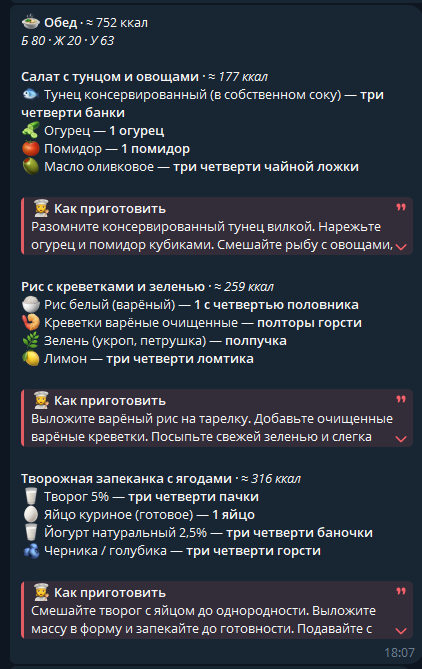 Обед · ≈ 752 ккал
Б 80 · Ж 20 · У 63
Салат с тунцом и овощами · ≈ 177 ккал
Тунец консервированный (в собственном соку) — три
четверти банки
Огурец — 1 огурец
Помидор — 1 помидор
Масло оливковое — три четверти чайной ложки
Как приготовить
Разомните консервированный тунец вилкой. Нарежьте
огурец и помидор кубиками. Смешайте рыбу с овощами,
Рис с креветками и зеленью · ≈ 259 ккал
Рис белый (варёный) — 1 с четвертью половника
Креветки варёные очищенные — полторы горсти
Зелень (укроп, петрушка) — полпучка
Лимон — три четверти ломтика
Как приготовить
Выложите варёный рис на тарелку. Добавьте очищенные
варёные креветки. Посыпьте свежей зеленью и слегка
Творожная запеканка с ягодами · ≈ 316 ккал
Творог 5% — три четверти пачки
Яйцо куриное (готовое) — 1 яйцо
Йогурт натуральный 2,5% — три четверти баночки
Черника / голубика — три четверти горсти
Как приготовить
Смешайте творог с яйцом до однородности. Выложите
массу в форму и запекайте до готовности. Подавайте с
18:07